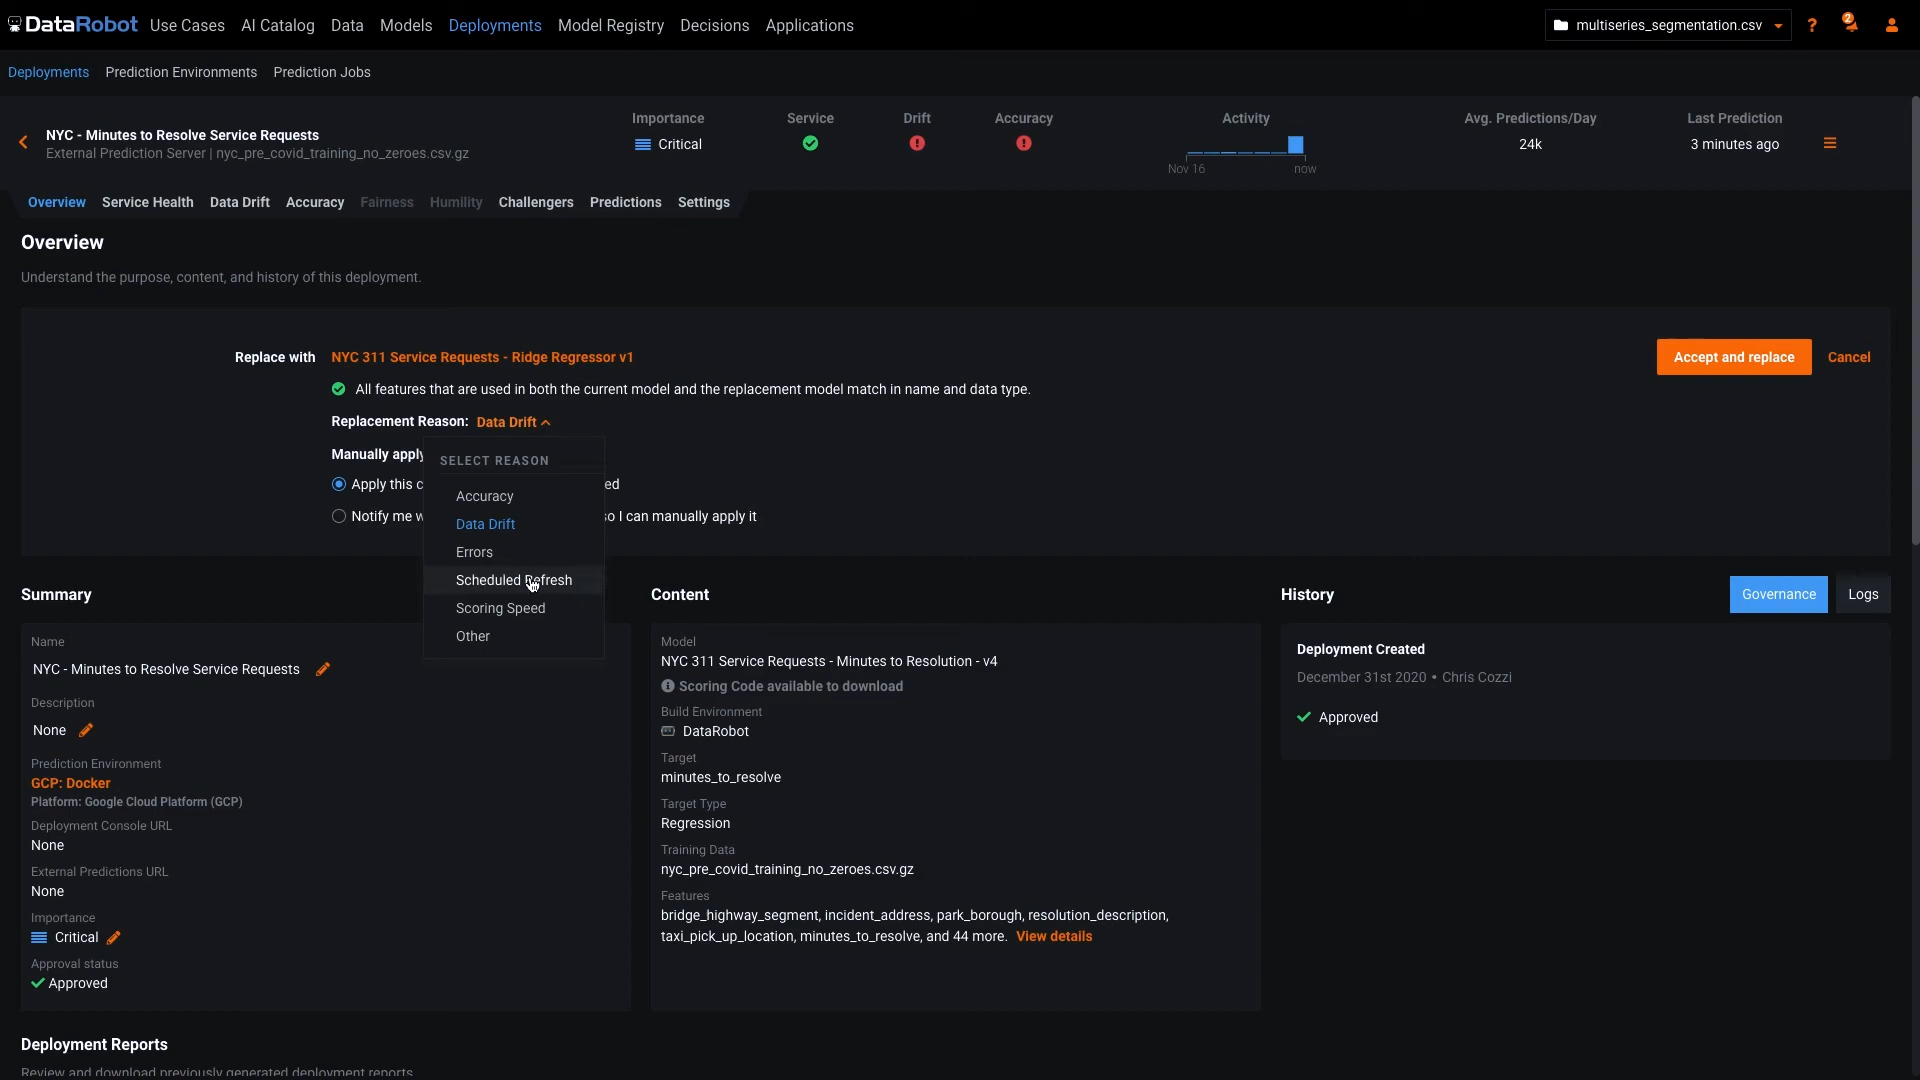 DataRobot Use Cases AI Catalog Data Models Deployments Model Registry Decisions Applications multiseries_segmentation.csv ? 2
Deployments Prediction Environments Prediction Jobs
Importance Service Drift Accuracy Activity Avg. Predictions/Day Last Prediction
NYC - Minutes to Resolve Service Requests
Critical 24k 3 minutes ago
External Prediction Server | nyc_pre_covid_training_no_zeroes.csv.gz
Nov 16 now
Overview Service Health Data Drift Accuracy Fairness Humility Challengers Predictions Settings
Overview
Understand the purpose, content, and history of this deployment.
Replace with NYC 311 Service Requests - Ridge Regressor v1 Accept and replace Cancel
All features that are used in both the current model and the replacement model match in name and data type.
Replacement Reason: Data Drift
Manually apply
SELECT REASON
Apply this c ed
Accuracy
Notify me w so I can manually apply it
Data Drift
Errors
Scheduled Refresh
Scoring Speed
Other
Summary
Name
NYC - Minutes to Resolve Service Requests
Description
None
Prediction Environment
GCP: Docker
Platform: Google Cloud Platform (GCP)
Deployment Console URL
None
External Predictions URL
None
Importance
Critical
Approval status
Approved
Content
Model
NYC 311 Service Requests - Minutes to Resolution - v4
Scoring Code available to download
Build Environment
DataRobot
Target
minutes_to_resolve
Target Type
Regression
Training Data
nyc_pre_covid_training_no_zeroes.csv.gz
Features
bridge_highway_segment, incident_address, park_borough, resolution_description,
taxi_pick_up_location, minutes_to_resolve, and 44 more. View details
History Governance Logs
Deployment Created
December 31st 2020 • Chris Cozzi
Approved
Deployment Reports
Review and download previously generated deployment reports